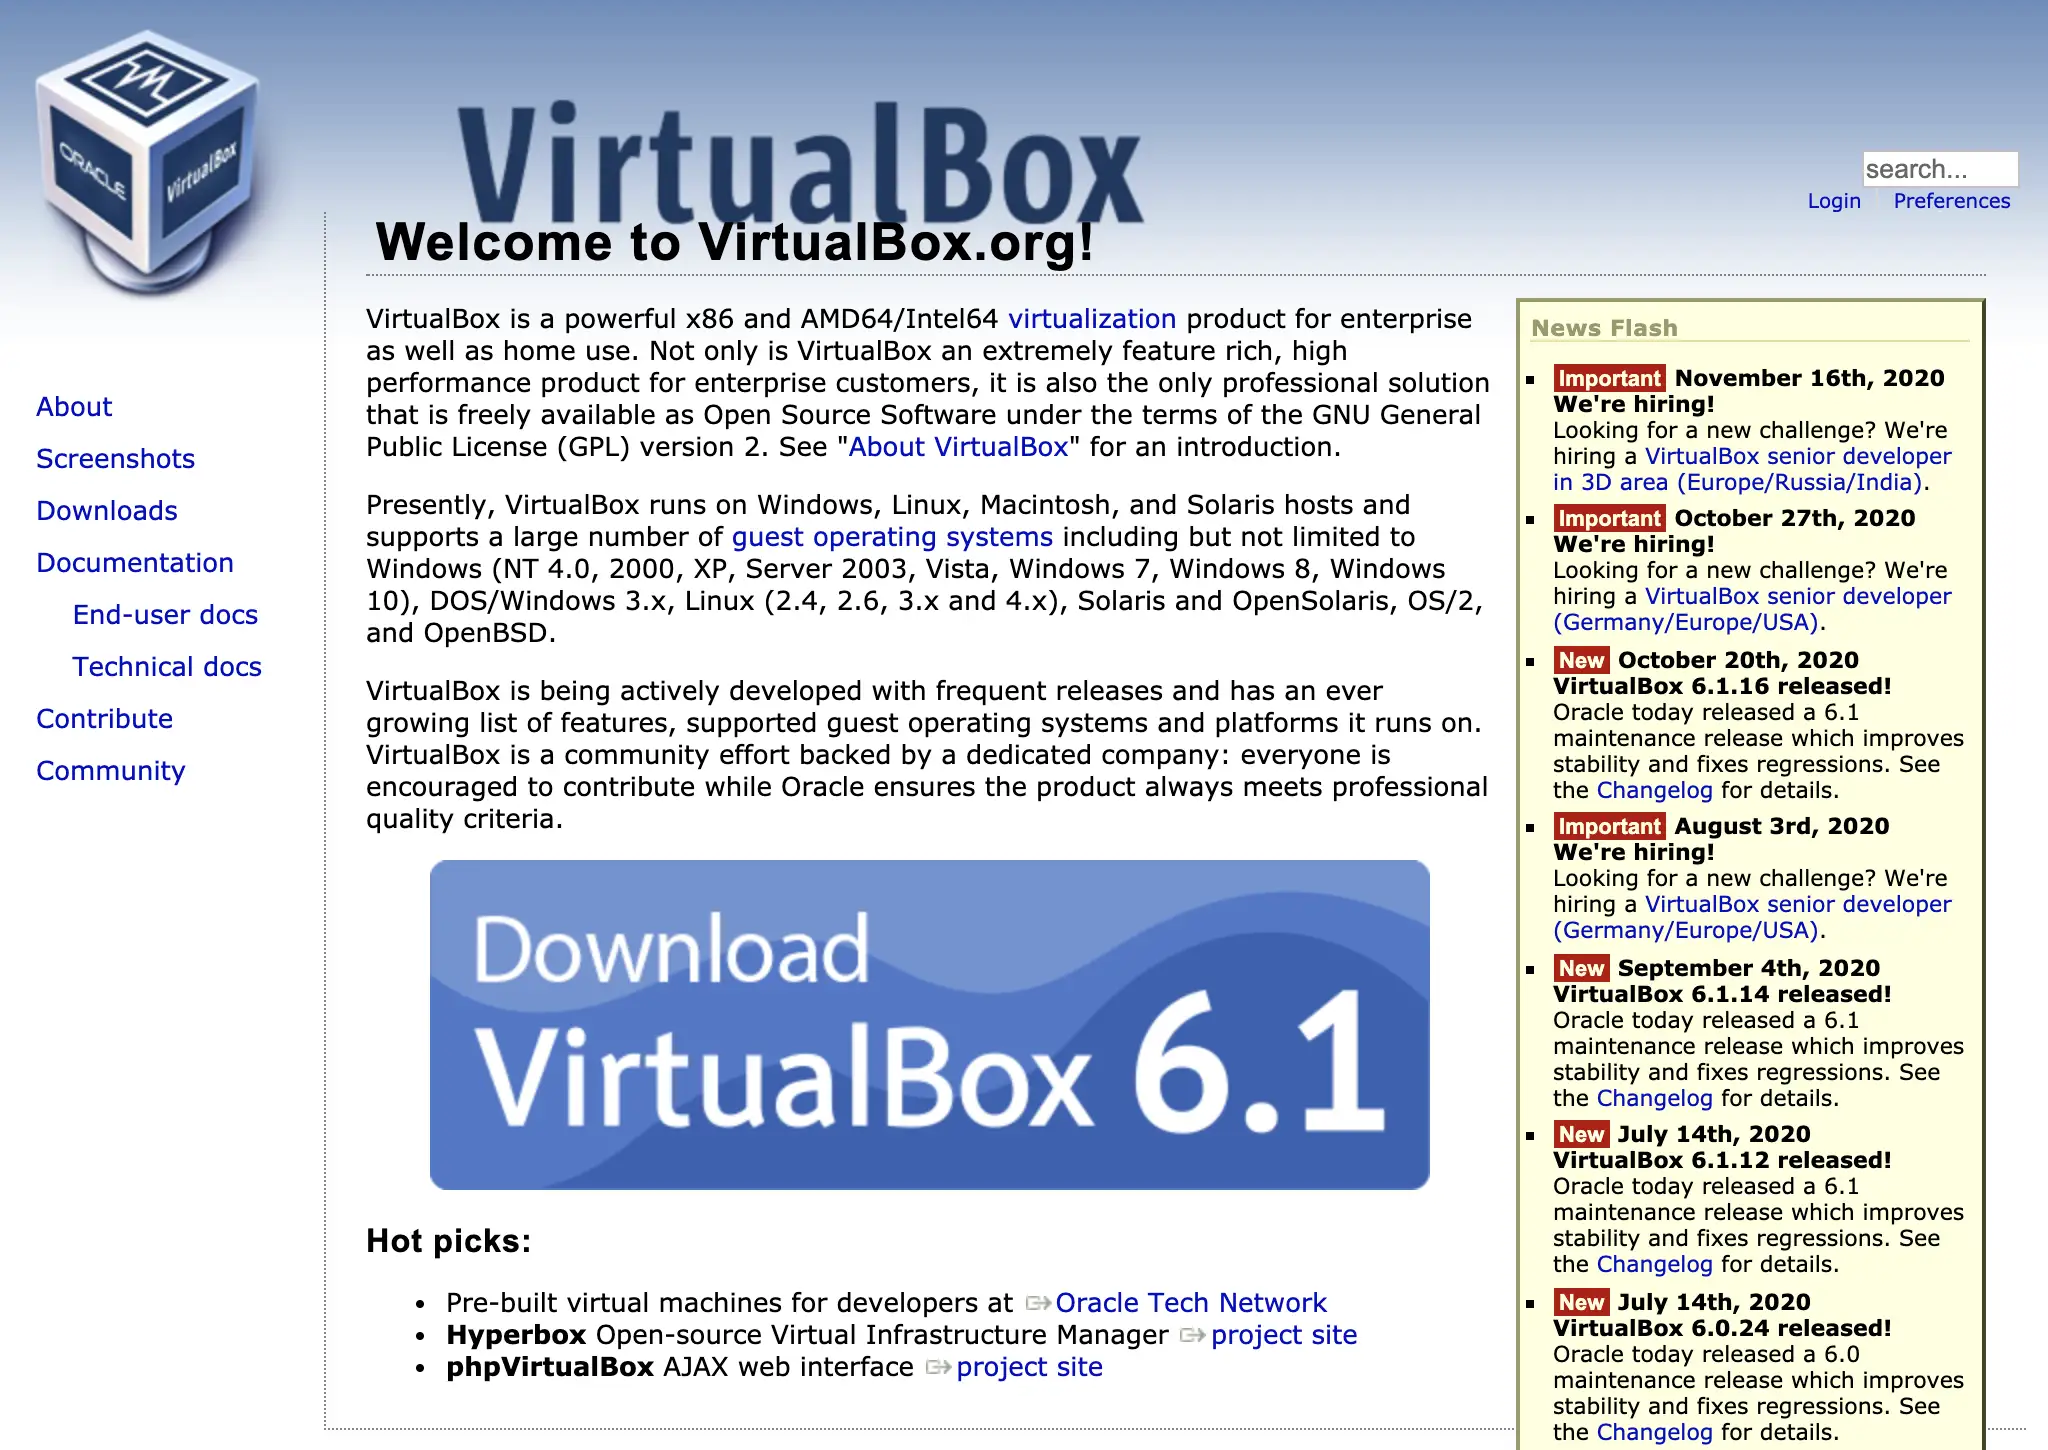 ORACLE
VirtualBox
VirtualBox
search...
Login
Preferences
Welcome to VirtualBox.org!
About
Screenshots
Downloads
Documentation
End-user docs
Technical docs
Contribute
Community
VirtualBox is a powerful x86 and AMD64/Intel64 virtualization product for enterprise
as well as home use. Not only is VirtualBox an extremely feature rich, high
performance product for enterprise customers, it is also the only professional solution
that is freely available as Open Source Software under the terms of the GNU General
Public License (GPL) version 2. See "About VirtualBox" for an introduction.
Presently, VirtualBox runs on Windows, Linux, Macintosh, and Solaris hosts and
supports a large number of guest operating systems including but not limited to
Windows (NT 4.0, 2000, XP, Server 2003, Vista, Windows 7, Windows 8, Windows
10), DOS/Windows 3.x, Linux (2.4, 2.6, 3.x and 4.x), Solaris and OpenSolaris, OS/2,
and OpenBSD.
VirtualBox is being actively developed with frequent releases and has an ever
growing list of features, supported guest operating systems and platforms it runs on.
VirtualBox is a community effort backed by a dedicated company: everyone is
encouraged to contribute while Oracle ensures the product always meets professional
quality criteria.
Download
VirtualBox 6.1
Hot picks:
Pre-built virtual machines for developers at Oracle Tech Network
Hyperbox Open-source Virtual Infrastructure Manager project site
phpVirtualBox AJAX web interface project site
News Flash
Important November 16th, 2020
We're hiring!
Looking for a new challenge? We're
hiring a VirtualBox senior developer
in 3D area (Europe/Russia/India).
Important October 27th, 2020
We're hiring!
Looking for a new challenge? We're
hiring a VirtualBox senior developer
(Germany/Europe/USA).
New October 20th, 2020
VirtualBox 6.1.16 released!
Oracle today released a 6.1
maintenance release which improves
stability and fixes regressions. See
the Changelog for details.
Important August 3rd, 2020
We're hiring!
Looking for a new challenge? We're
hiring a VirtualBox senior developer
(Germany/Europe/USA).
New September 4th, 2020
VirtualBox 6.1.14 released!
Oracle today released a 6.1
maintenance release which improves
stability and fixes regressions. See
the Changelog for details.
New July 14th, 2020
VirtualBox 6.1.12 released!
Oracle today released a 6.1
maintenance release which improves
stability and fixes regressions. See
the Changelog for details.
New July 14th, 2020
VirtualBox 6.0.24 released!
Oracle today released a 6.0
maintenance release which improves
stability and fixes regressions. See
the Changelog for details.